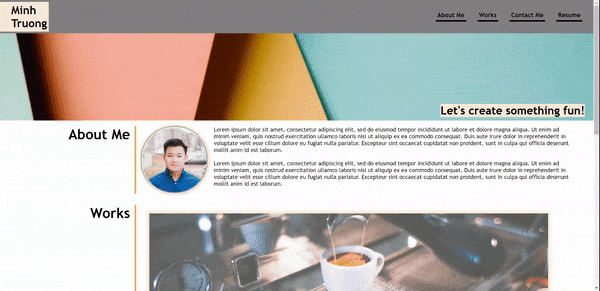 Minh
Truong
About Me
Works
Contact Me
Resume
Let's create something fun!
About Me
Lorem ipsum dolor sit amet, consectetur adipiscing elit, sed do eiusmod tempor incididunt ut labore et dolore magna aliqua. Ut enim ad
minim veniam, quis nostrud exercitation ullamco laboris nisi ut aliquip ex ea commodo consequat. Duis aute irure dolor in reprehenderit in
voluptate velit esse cillum dolore eu fugiat nulla pariatur. Excepteur sint occaecat cupidatat non proident, sunt in culpa qui officia deserunt
mollit anim id est laborum.
Lorem ipsum dolor sit amet, consectetur adipiscing elit, sed do eiusmod tempor incididunt ut labore et dolore magna aliqua. Ut enim ad
minim veniam, quis nostrud exercitation ullamco laboris nisi ut aliquip ex ea commodo consequat. Duis aute irure dolor in reprehenderit in
voluptate velit esse cillum dolore eu fugiat nulla pariatur. Excepteur sint occaecat cupidatat non proident, sunt in culpa qui officia deserunt
mollit anim id est laborum.
Works